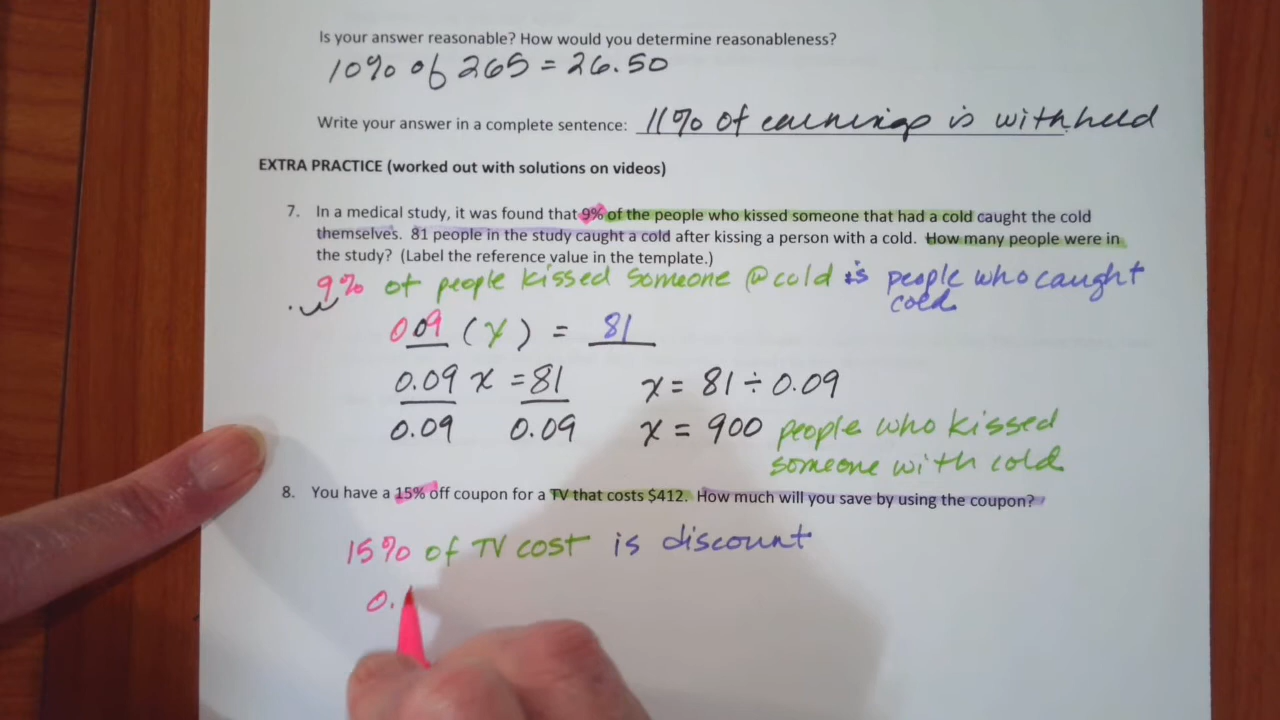 Is your answer reasonable? How would you determine reasonableness?
10% of 265 = 26.50
Write your answer in a complete sentence: 11% of earnings is withheld
EXTRA PRACTICE (worked out with solutions on videos)
7. In a medical study, it was found that 9% of the people who kissed someone that had a cold caught the cold
themselves. 81 people in the study caught a cold after kissing a person with a cold. How many people were in
the study? (Label the reference value in the template.)
9% of people kissed someone @ cold is people who caught
cold
0.09 (x) = 81
0.09 x = 81 x = 81 ÷ 0.09
0.09 0.09 x = 900 people who kissed
someone with cold
8. You have a 15% off coupon for a TV that costs $412. How much will you save by using the coupon?
15% of TV cost is discount
0.